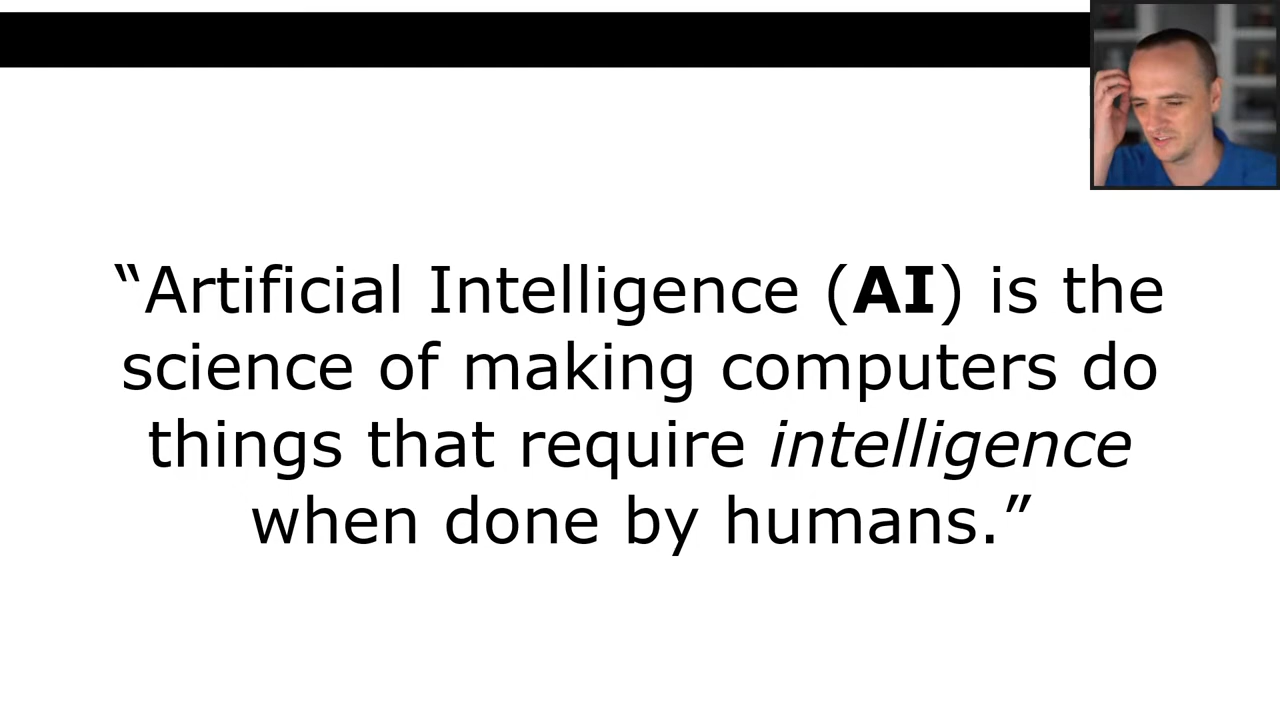 “Artificial Intelligence (AI) is the
science of making computers do
things that require intelligence
when done by humans.”